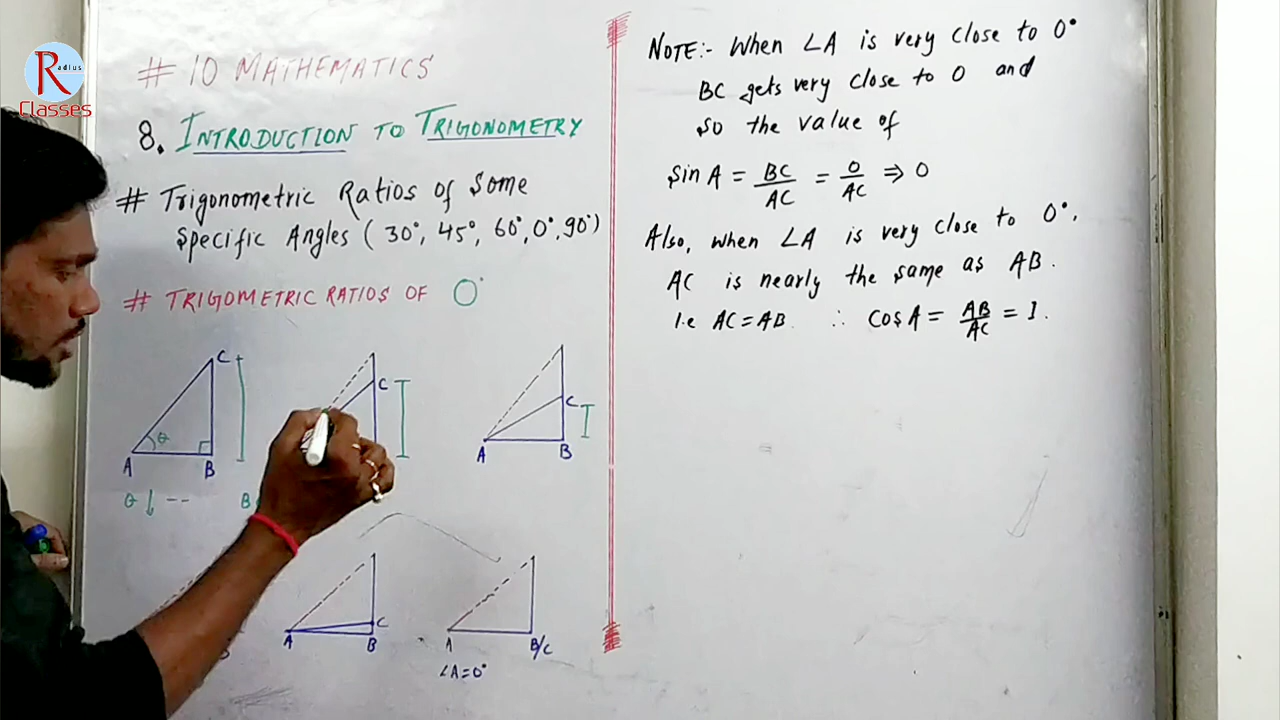 Radius
Classes
# 10 MATHEMATICS
8. INTRODUCTION TO TRIGONOMETRY
# Trigonometric Ratios of Some
Specific Angles ( 30°, 45°, 60°, 0°, 90°)
# TRIGOMETRIC RATIOS OF 0°
C
θ
A B
θ ↓ -- B
C
C
A B
A B C
A B/C
∠A=0°
B
NOTE:- When ∠A is very close to 0°
BC gets very close to 0 and
so the value of
sin A = BC/AC = 0/AC ⇒ 0
Also, when ∠A is very close to 0°,
AC is nearly the same as AB.
i.e AC=AB. ∴ cos A = AB/AC = 1.